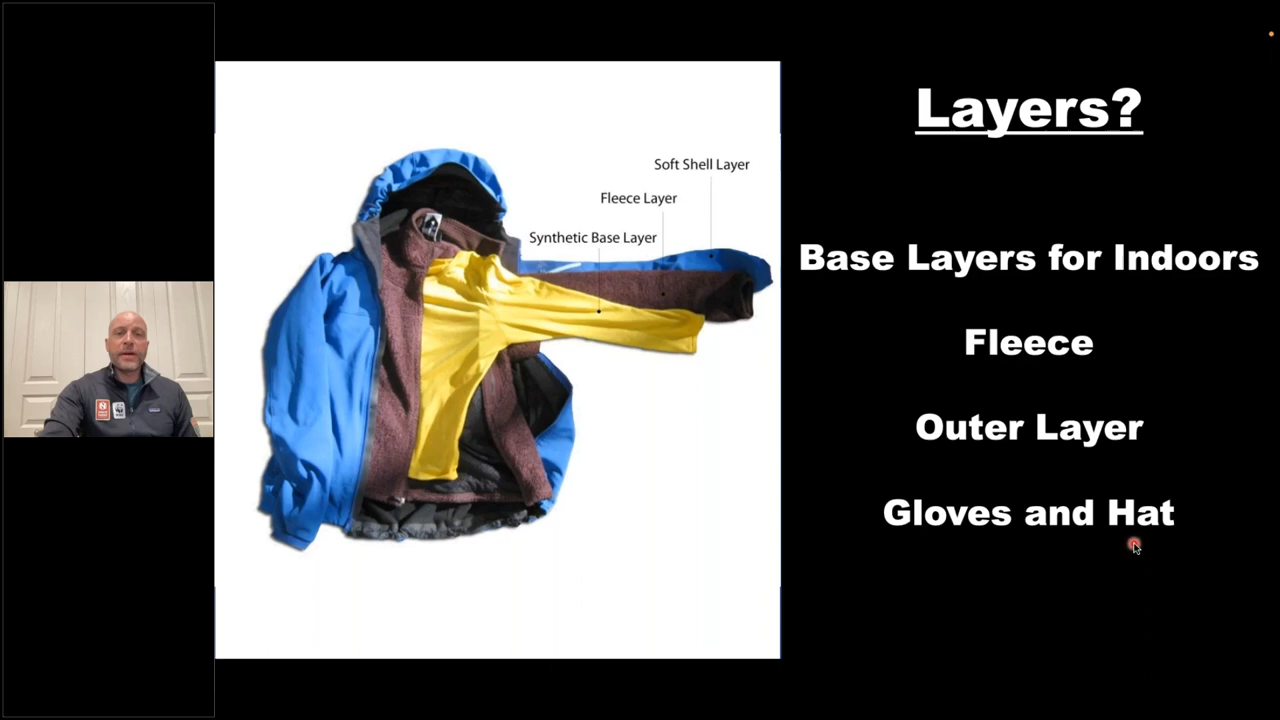 Layers?
Soft Shell Layer
Fleece Layer
Synthetic Base Layer
Base Layers for Indoors
Fleece
Outer Layer
Gloves and Hat